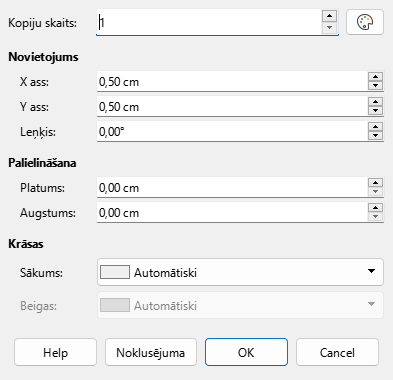 Kopiju skaits: 1
Novietojums
X ass: 0,50 cm
Y ass: 0,50 cm
Leņķis: 0,00°
Palielināšana
Platums: 0,00 cm
Augstums: 0,00 cm
Krāsas
Sākums: Automātiski
Beigas: Automātiski
Help Noklusējuma OK Cancel